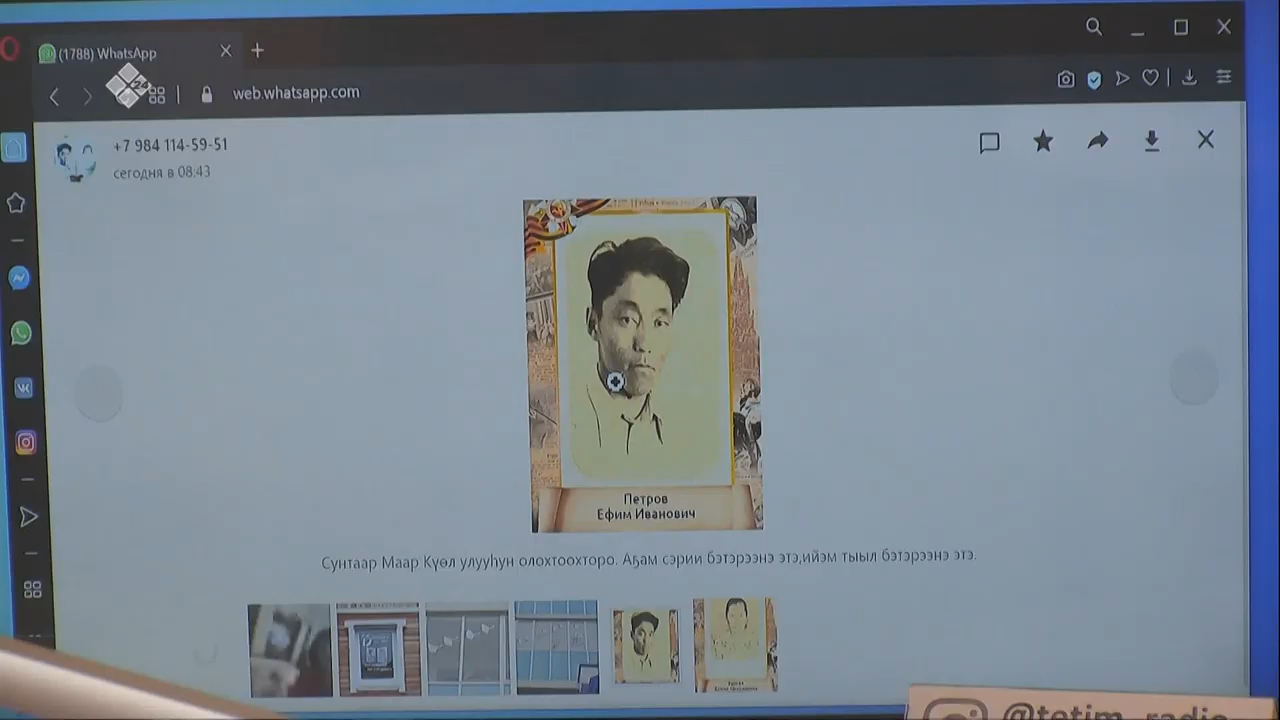 (1788) WhatsApp
web.whatsapp.com
+7 984 114-59-51
сегодня в 08:43
Петров
Ефим Иванович
Сунтаар Маар Күөл улууһун олохтоохторо. Аҕам сэрии бэтэрээнэ этэ,ийэм тыыл бэтэрээнэ этэ.
@tetim_radio